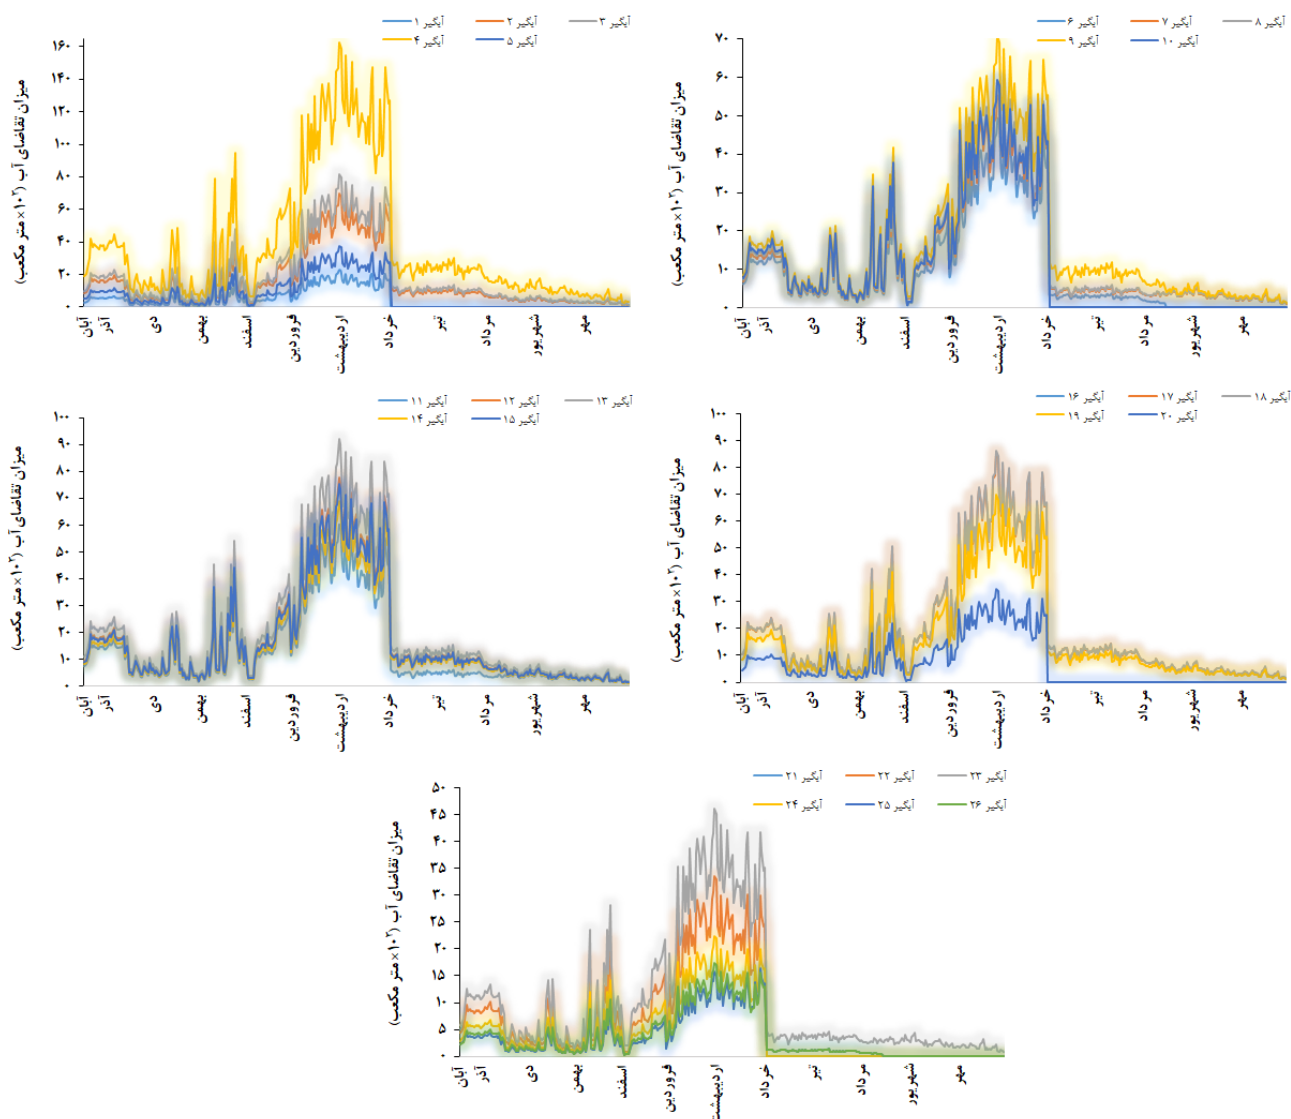 آبگیر ۱ آبگیر ۲ آبگیر ۳
آبگیر ۴ آبگیر ۵
میزان تقاضای آب (۱۰^۲×متر مکعب)
۱۶۰
۱۴۰
۱۲۰
۱۰۰
۸۰
۶۰
۴۰
۲۰
۰
آبان آذر دی بهمن اسفند فروردین اردیبهشت خرداد تیر مرداد شهریور مهر
آبگیر ۶ آبگیر ۷ آبگیر ۸
آبگیر ۹ آبگیر ۱۰
میزان تقاضای آب (۱۰^۲×متر مکعب)
۷۰
۶۰
۵۰
۴۰
۳۰
۲۰
۱۰
۰
آبان آذر دی بهمن اسفند فروردین اردیبهشت خرداد تیر مرداد شهریور مهر
آبگیر ۱۱ آبگیر ۱۲ آبگیر ۱۳
آبگیر ۱۴ آبگیر ۱۵
میزان تقاضای آب (۱۰^۲×متر مکعب)
۱۰۰
۹۰
۸۰
۷۰
۶۰
۵۰
۴۰
۳۰
۲۰
۱۰
۰
آبان آذر دی بهمن اسفند فروردین اردیبهشت خرداد تیر مرداد شهریور مهر
آبگیر ۱۶ آبگیر ۱۷ آبگیر ۱۸
آبگیر ۱۹ آبگیر ۲۰
میزان تقاضای آب (۱۰^۲×متر مکعب)
۱۰۰
۹۰
۸۰
۷۰
۶۰
۵۰
۴۰
۳۰
۲۰
۱۰
۰
آبان آذر دی بهمن اسفند فروردین اردیبهشت خرداد تیر مرداد شهریور مهر
آبگیر ۲۱ آبگیر ۲۲ آبگیر ۲۳
آبگیر ۲۴ آبگیر ۲۵ آبگیر ۲۶
میزان تقاضای آب (۱۰^۲×متر مکعب)
۵۰
۴۵
۴۰
۳۵
۳۰
۲۵
۲۰
۱۵
۱۰
۵
۰
آبان آذر دی بهمن اسفند فروردین اردیبهشت خرداد تیر مرداد شهریور مهر